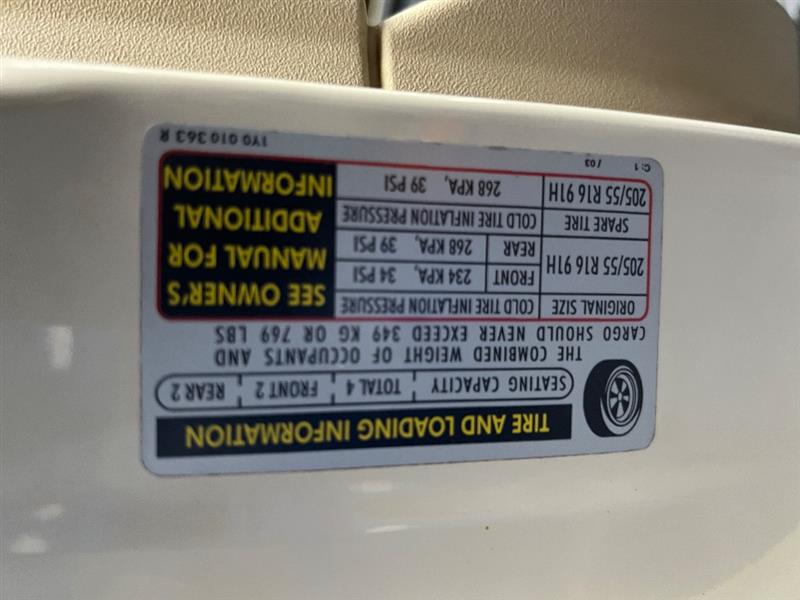 TIRE AND LOADING INFORMATION
SEATING CAPACITY TOTAL 4 FRONT 2 REAR 2
THE COMBINED WEIGHT OF OCCUPANTS AND
CARGO SHOULD NEVER EXCEED 349 KG OR 769 LBS
ORIGINAL SIZE COLD TIRE INFLATION PRESSURE
205/55 R16 91H FRONT 234 KPA, 34 PSI
REAR 268 KPA, 39 PSI
SPARE TIRE COLD TIRE INFLATION PRESSURE
205/55 R16 91H 268 KPA, 39 PSI
SEE OWNER'S
MANUAL FOR
ADDITIONAL
INFORMATION
C:1 / 03 1Y0 010 363 R